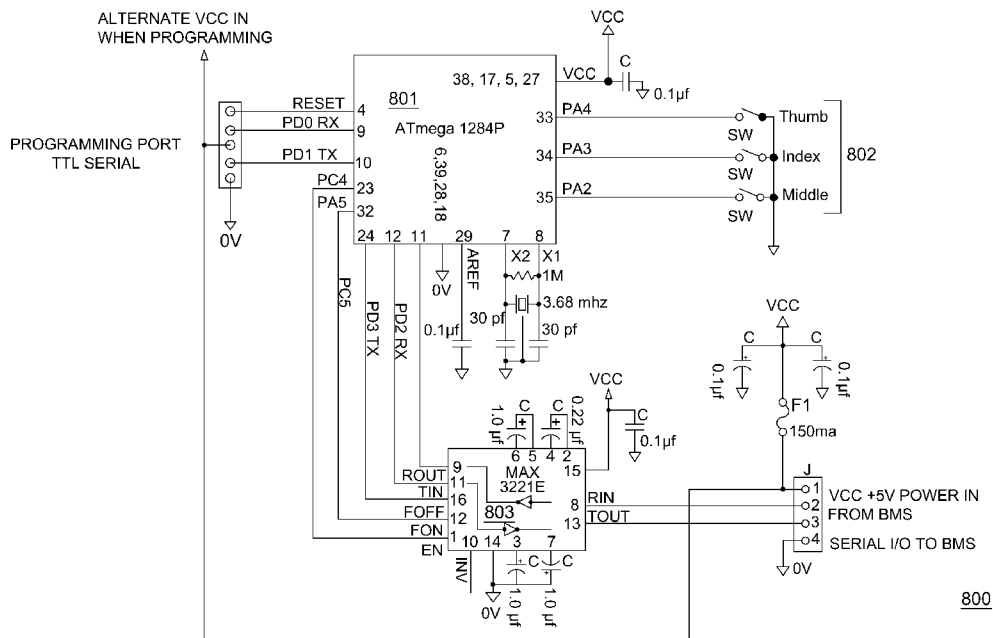 ALTERNATE VCC IN
WHEN PROGRAMMING
VCC
38, 17, 5, 27
VCC
C
0.1µf
801
ATmega 1284P
RESET
4
PD0 RX
9
PROGRAMMING PORT
TTL SERIAL
PD1 TX
10
PC4
23
PA5
32
0V
33
PA4
SW
Thumb
34
PA3
SW
Index
802
35
PA2
SW
Middle
6,39,28,18
24
12
11
29
7
8
X2
X1
0V
AREF
1M
3.68 mhz
PC5
PD3 TX
PD2 RX
0.1µf
30 pf
30 pf
VCC
C
C
0.1µf
0.1µf
F1
150ma
VCC
C
0.1µf
1.0 µf
C
C
0.22 µf
6
5
4
2
MAX
3221E
15
9
ROUT
11
TIN
16
FOFF
12
FON
1
EN
803
8
RIN
13
TOUT
10
14
3
7
INV
0V
C
C
1.0 µf
1.0 µf
J
1
2
3
4
VCC +5V POWER IN
FROM BMS
SERIAL I/O TO BMS
0V
800